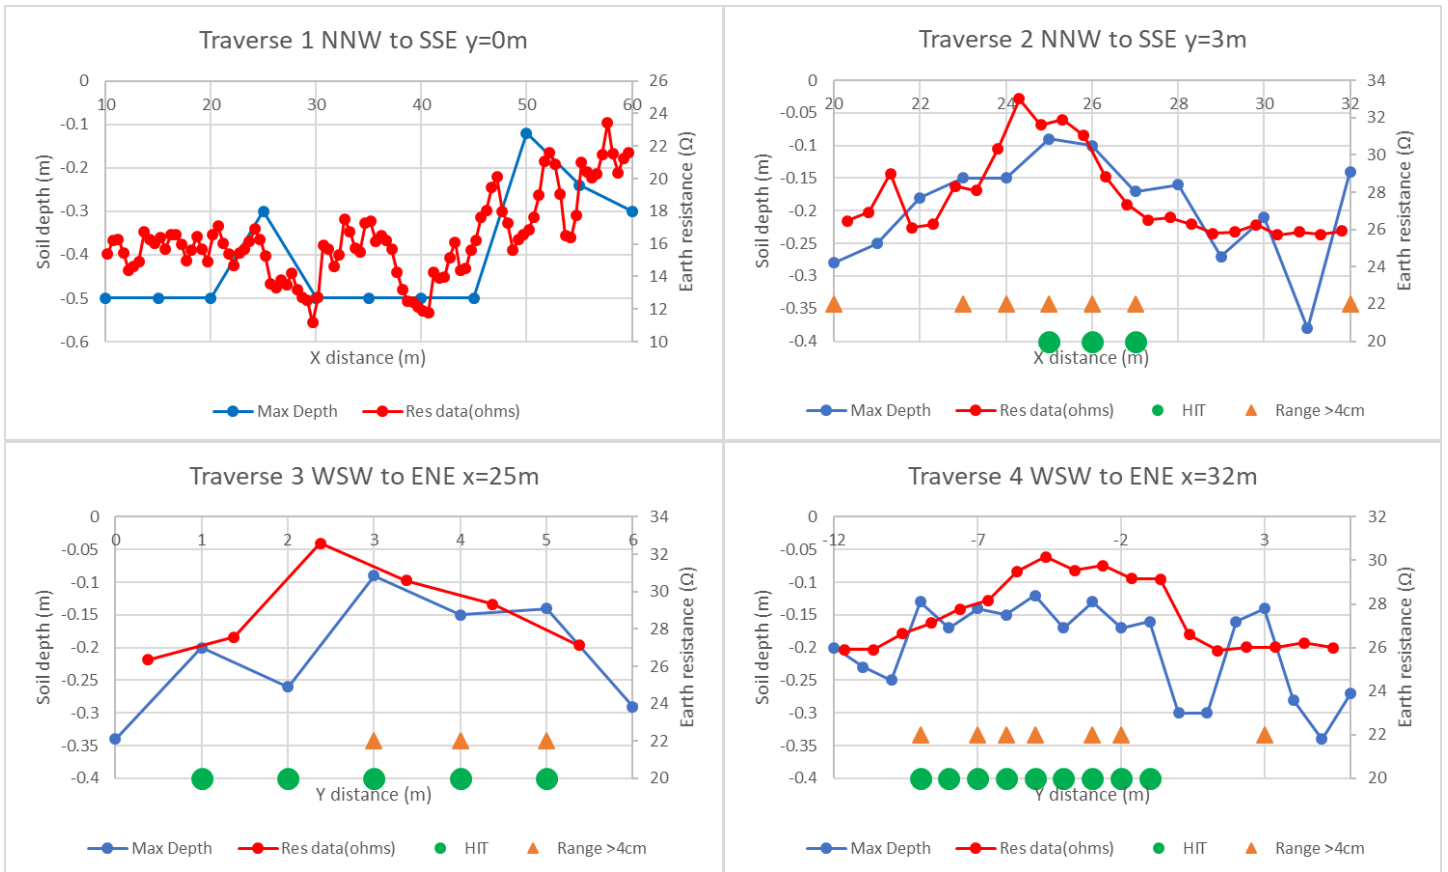 Traverse 1 NNW to SSE y=0m
0
-0.1
-0.2
-0.3
-0.4
-0.5
-0.6
10 20 30 40 50 60
26
24
22
20
18
16
14
12
10
Soil depth (m)
Earth resistance (Ω)
X distance (m)
Max Depth Res data(ohms)
Traverse 2 NNW to SSE y=3m
0
-0.05
-0.1
-0.15
-0.2
-0.25
-0.3
-0.35
-0.4
20 22 24 26 28 30 32
34
32
30
28
26
24
22
20
Soil depth (m)
Earth resistance (Ω)
X distance (m)
Max Depth Res data(ohms) HIT Range >4cm
Traverse 3 WSW to ENE x=25m
0
-0.05
-0.1
-0.15
-0.2
-0.25
-0.3
-0.35
-0.4
0 1 2 3 4 5 6
34
32
30
28
26
24
22
20
Soil depth (m)
Earth resistance (Ω)
Y distance (m)
Max Depth Res data(ohms) HIT Range >4cm
Traverse 4 WSW to ENE x=32m
0
-0.05
-0.1
-0.15
-0.2
-0.25
-0.3
-0.35
-0.4
-12 -7 -2 3
32
30
28
26
24
22
20
Soil depth (m)
Earth resistance (Ω)
Y distance (m)
Max Depth Res data(ohms) HIT Range >4cm